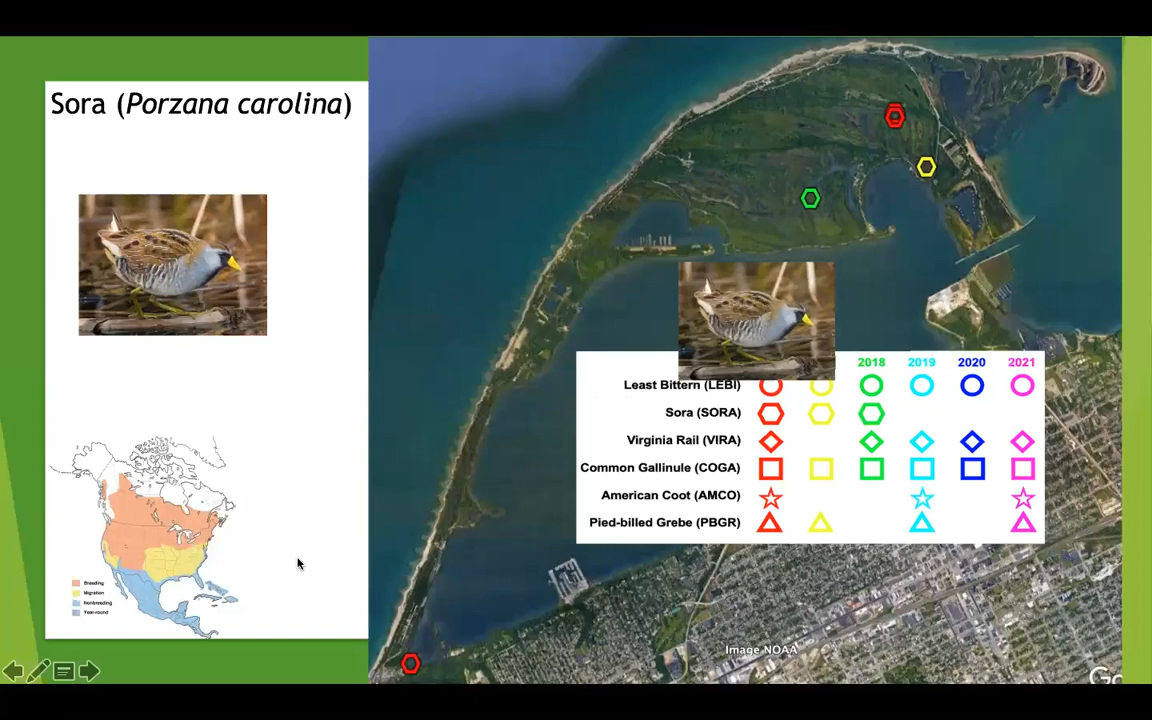 Sora (Porzana carolina)
Breeding
Migration
Nonbreeding
Year-round
2018 2019 2020 2021
Least Bittern (LEBI)
Sora (SORA)
Virginia Rail (VIRA)
Common Gallinule (COGA)
American Coot (AMCO)
Pied-billed Grebe (PBGR)
Image NOAA
Go